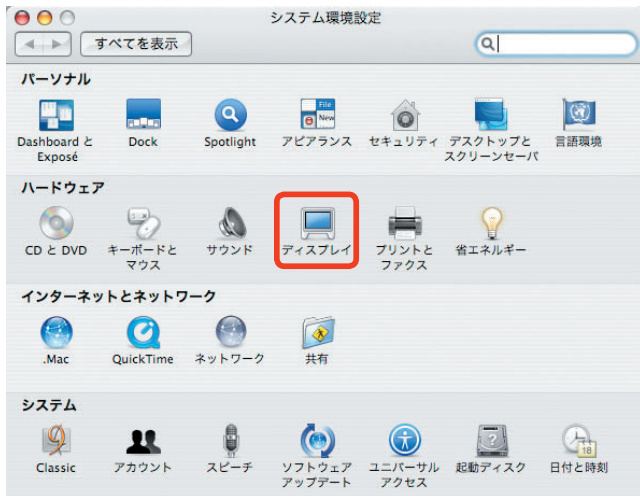 システム環境設定
すべてを表示
パーソナル
Dashboard と
Exposé
Dock
Spotlight
File
New
アピアランス
セキュリティ
デスクトップと
スクリーンセーバ
言語環境
ハードウェア
CD と DVD
キーボードと
マウス
サウンド
ディスプレイ
プリントと
ファクス
省エネルギー
インターネットとネットワーク
.Mac
QuickTime
ネットワーク
共有
システム
Classic
アカウント
スピーチ
ソフトウェア
アップデート
ユニバーサル
アクセス
?
起動ディスク
18
日付と時刻